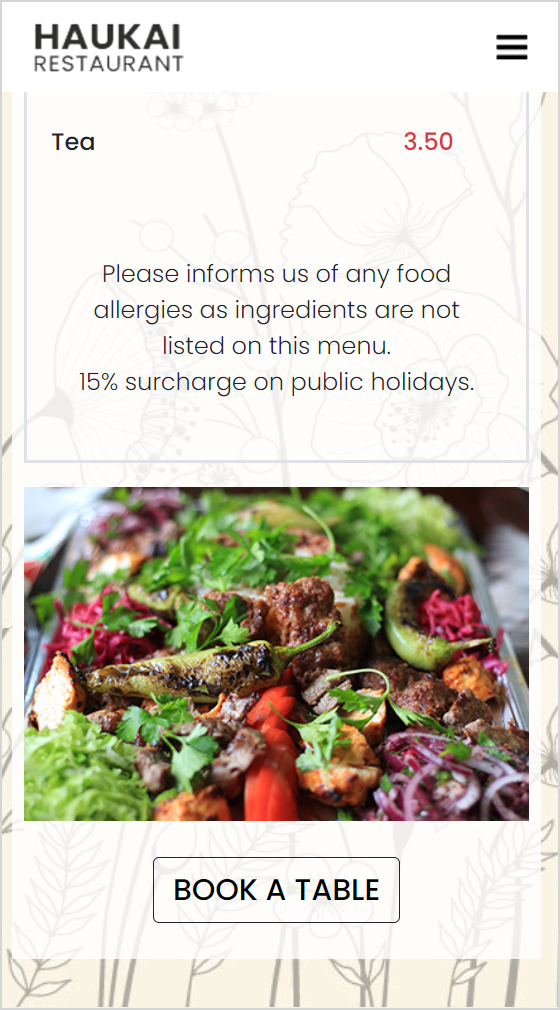 HAUKAI
RESTAURANT
Tea 3.50
Please informs us of any food
allergies as ingredients are not
listed on this menu.
15% surcharge on public holidays.
BOOK A TABLE